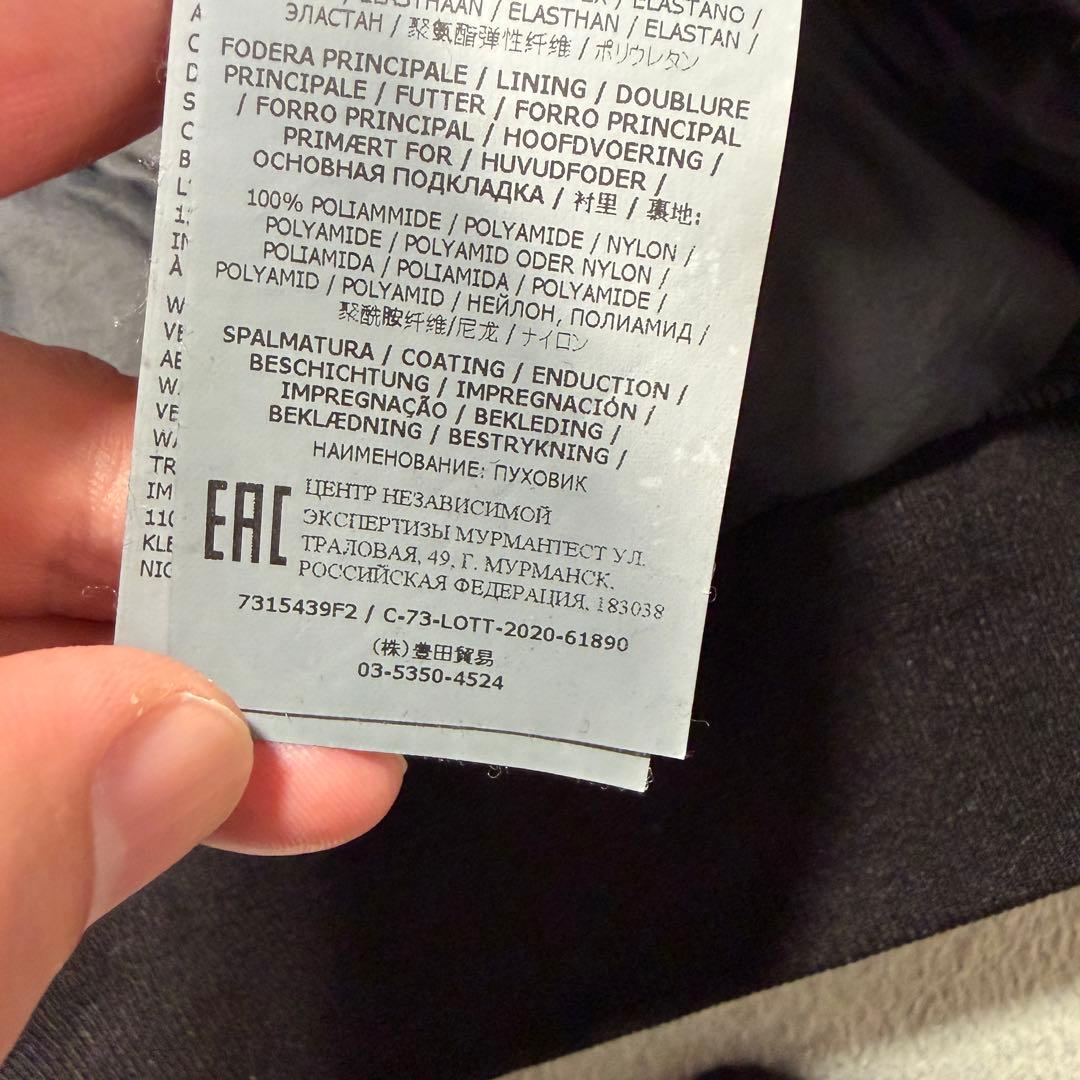 ELASTANO /
/ ELASTHAAN / ELASTHAN / ELASTAN /
ЭЛАСТАН / 聚氨酯弹性纤维 / ポリウレタン
FODERA PRINCIPALE / LINING / DOUBLURE
PRINCIPALE / FUTTER / FORRO PRINCIPAL
/ FORRO PRINCIPAL / HOOFDVOERING /
PRIMÆRT FOR / HUVUDFODER /
ОСНОВНАЯ ПОДКЛАДКА / 衬里 / 裏地:
100% POLIAMMIDE / POLYAMIDE / NYLON /
POLYAMIDE / POLYAMID ODER NYLON /
POLIAMIDA / POLIAMIDA / POLYAMIDE /
POLYAMID / POLYAMID / НЕЙЛОН, ПОЛИАМИД /
聚酰胺纤维/尼龙 / ナイロン
SPALMATURA / COATING / ENDUCTION /
BESCHICHTUNG / IMPREGNACIÓN /
IMPREGNAÇÃO / BEKLEDING /
BEKLÆDNING / BESTRYKNING /
НАИМЕНОВАНИЕ: ПУХОВИК
EAC
ЦЕНТР НЕЗАВИСИМОЙ
ЭКСПЕРТИЗЫ МУРМАНТЕСТ УЛ.
ТРАЛОВАЯ, 49, Г. МУРМАНСК,
РОССИЙСКАЯ ФЕДЕРАЦИЯ, 183038
7315439F2 / C-73-LOTT-2020-61890
(株)豊田貿易
03-5350-4524